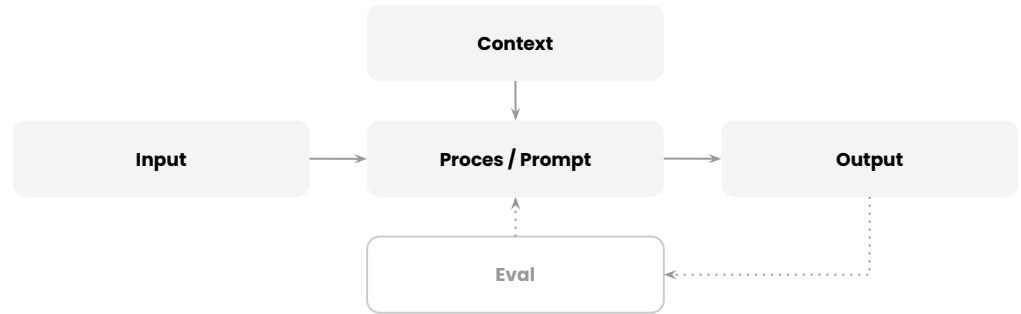 Context
Input
Proces / Prompt
Output
Eval